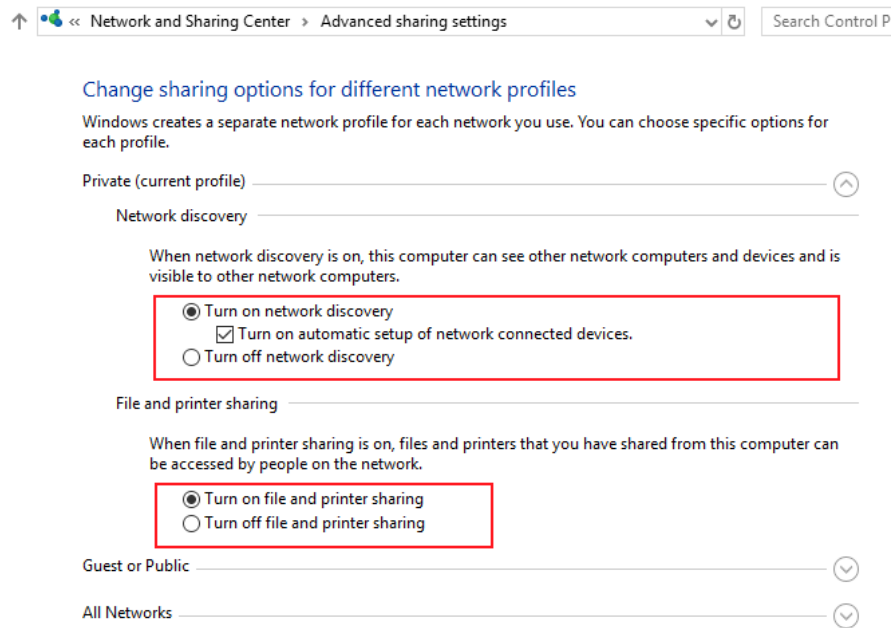 « Network and Sharing Center › Advanced sharing settings
Search Control P
Change sharing options for different network profiles
Windows creates a separate network profile for each network you use. You can choose specific options for
each profile.
Private (current profile)
Network discovery
When network discovery is on, this computer can see other network computers and devices and is
visible to other network computers.
Turn on network discovery
Turn on automatic setup of network connected devices.
Turn off network discovery
File and printer sharing
When file and printer sharing is on, files and printers that you have shared from this computer can
be accessed by people on the network.
Turn on file and printer sharing
Turn off file and printer sharing
Guest or Public
All Networks